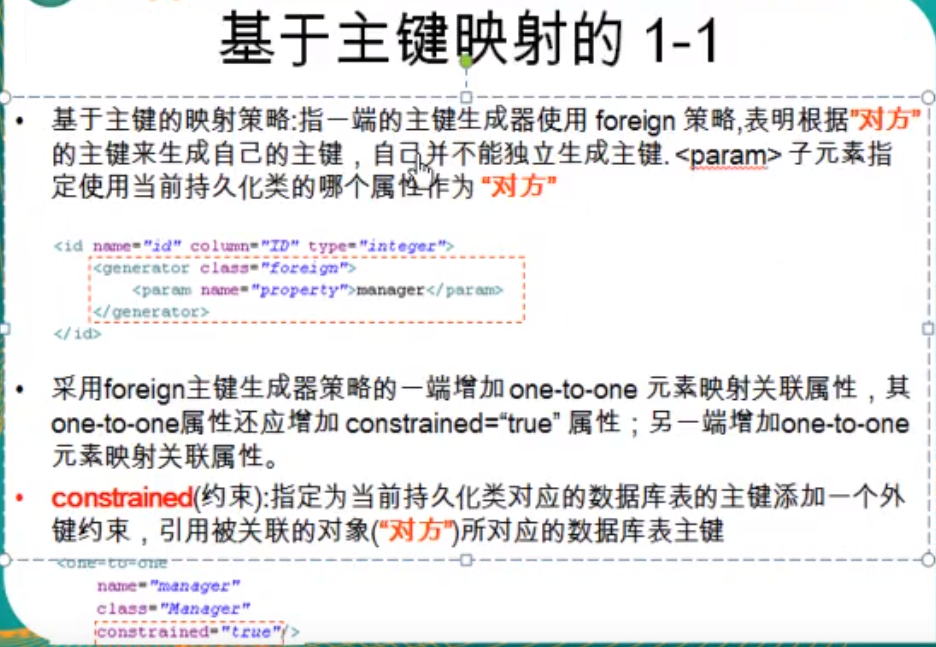 基于主键映射的 1-1
• 基于主键的映射策略:指一端的主键生成器使用 foreign 策略,表明根据"对方"
的主键来生成自己的主键，自己并不能独立生成主键. <param> 子元素指
定使用当前持久化类的哪个属性作为 “对方”
<id name="id" column="ID" type="integer">
<generator class="foreign">
<param name="property">manager</param>
</generator>
</id>
• 采用foreign主键生成器策略的一端增加 one-to-one 元素映射关联属性，其
one-to-one属性还应增加 constrained=“true” 属性；另一端增加one-to-one
元素映射关联属性。
• constrained(约束):指定为当前持久化类对应的数据库表的主键添加一个外
键约束，引用被关联的对象(“对方”)所对应的数据库表主键
<one-to-one
name="manager"
class="Manager"
constrained="true"/>